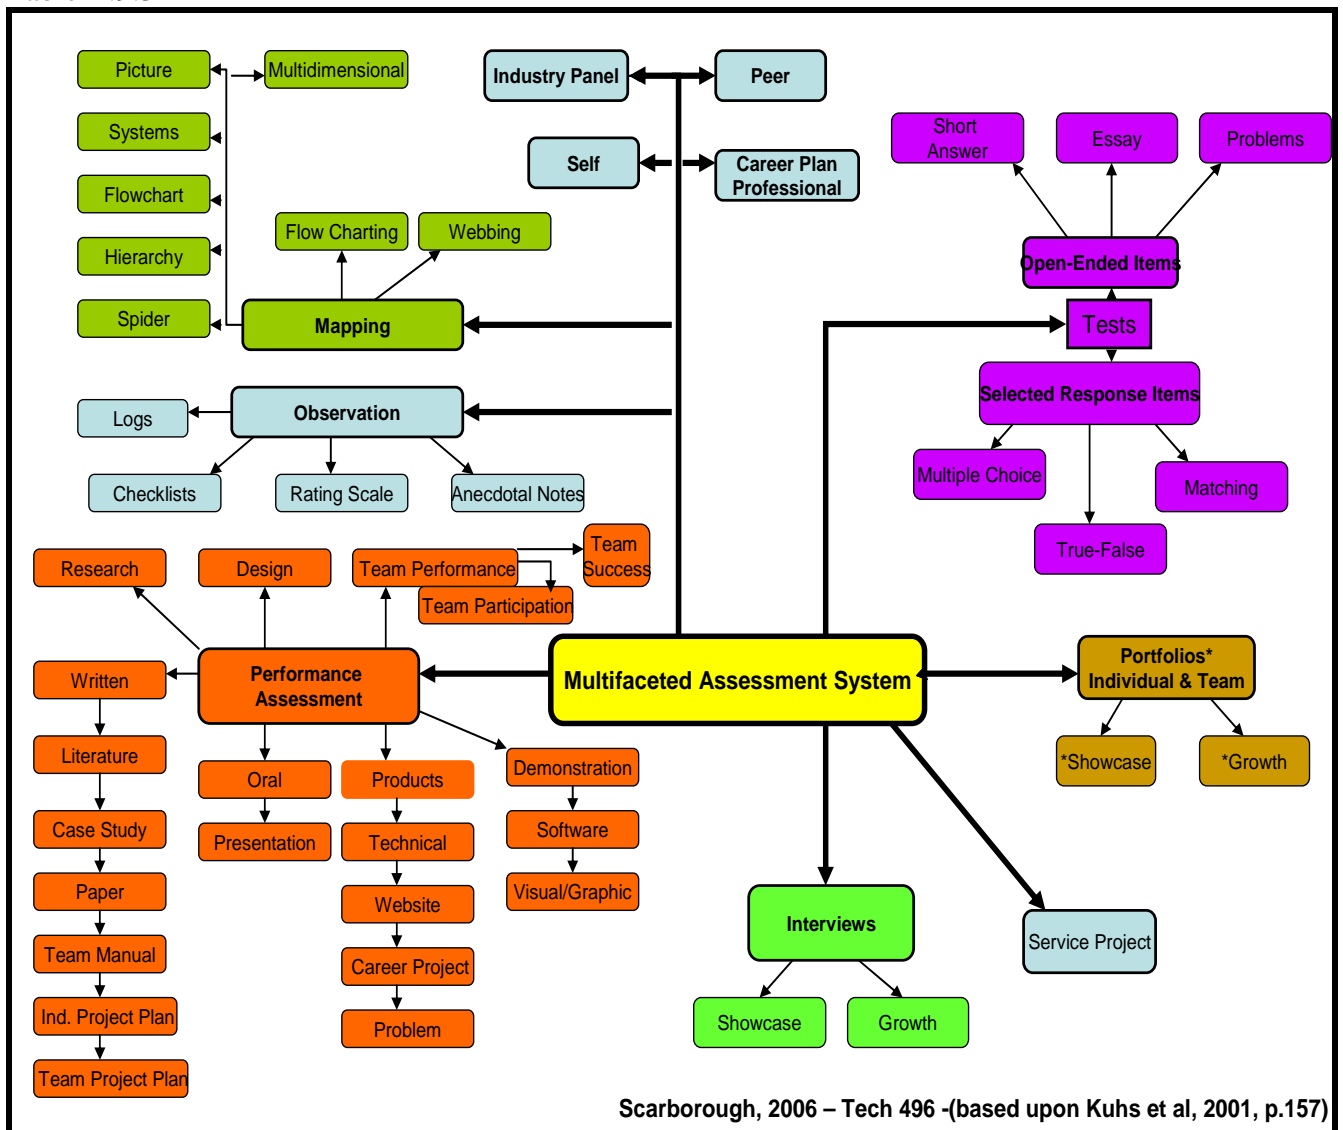 Picture
Multidimensional
Industry Panel
Peer
Systems
Short
Answer
Essay
Problems
Self
Career Plan
Professional
Flowchart
Flow Charting
Webbing
Hierarchy
Open-Ended Items
Spider
Mapping
Tests
Selected Response Items
Logs
Observation
Multiple Choice
Matching
Checklists
Rating Scale
Anecdotal Notes
True-False
Research
Design
Team Performance
Team
Success
Team Participation
Written
Performance
Assessment
Multifaceted Assessment System
Portfolios*
Individual & Team
Literature
Oral
Products
Demonstration
*Showcase
*Growth
Case Study
Presentation
Technical
Software
Paper
Website
Visual/Graphic
Interviews
Service Project
Team Manual
Career Project
Ind. Project Plan
Problem
Showcase
Growth
Team Project Plan
Scarborough, 2006 – Tech 496 -(based upon Kuhs et al, 2001, p.157)